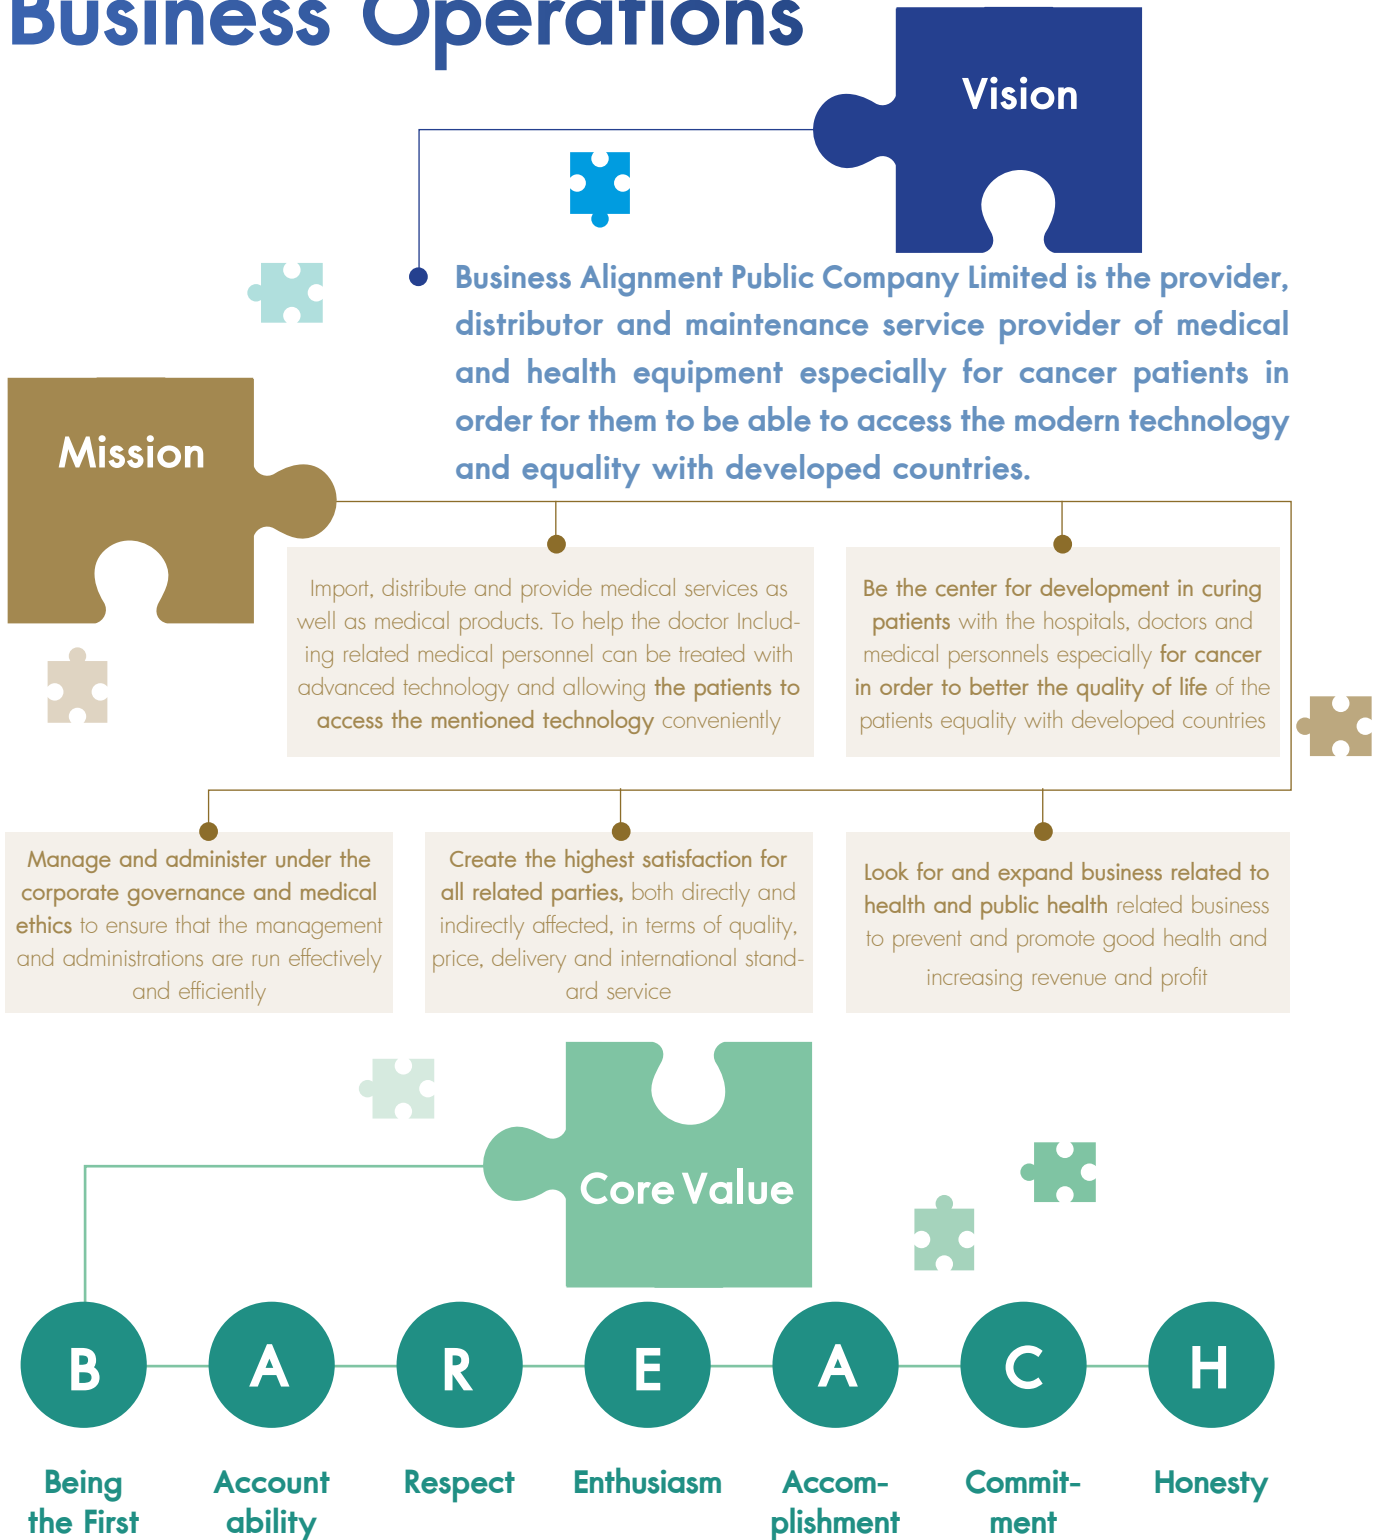 Business Operations
Vision
Business Alignment Public Company Limited is the provider,
distributor and maintenance service provider of medical
and health equipment especially for cancer patients in
order for them to be able to access the modern technology
and equality with developed countries.
Mission
Import, distribute and provide medical services as
well as medical products. To help the doctor Includ-
ing related medical personnel can be treated with
advanced technology and allowing the patients to
access the mentioned technology conveniently
Be the center for development in curing
patients with the hospitals, doctors and
medical personnels especially for cancer
in order to better the quality of life of the
patients equality with developed countries
Manage and administer under the
corporate governance and medical
ethics to ensure that the management
and administrations are run effectively
and efficiently
Create the highest satisfaction for
all related parties, both directly and
indirectly affected, in terms of quality,
price, delivery and international stand-
ard service
Look for and expand business related to
health and public health related business
to prevent and promote good health and
increasing revenue and profit
Core Value
B
A
R
E
A
C
H
Being
the First
Account
ability
Respect
Enthusiasm
Accom-
plishment
Commit-
ment
Honesty